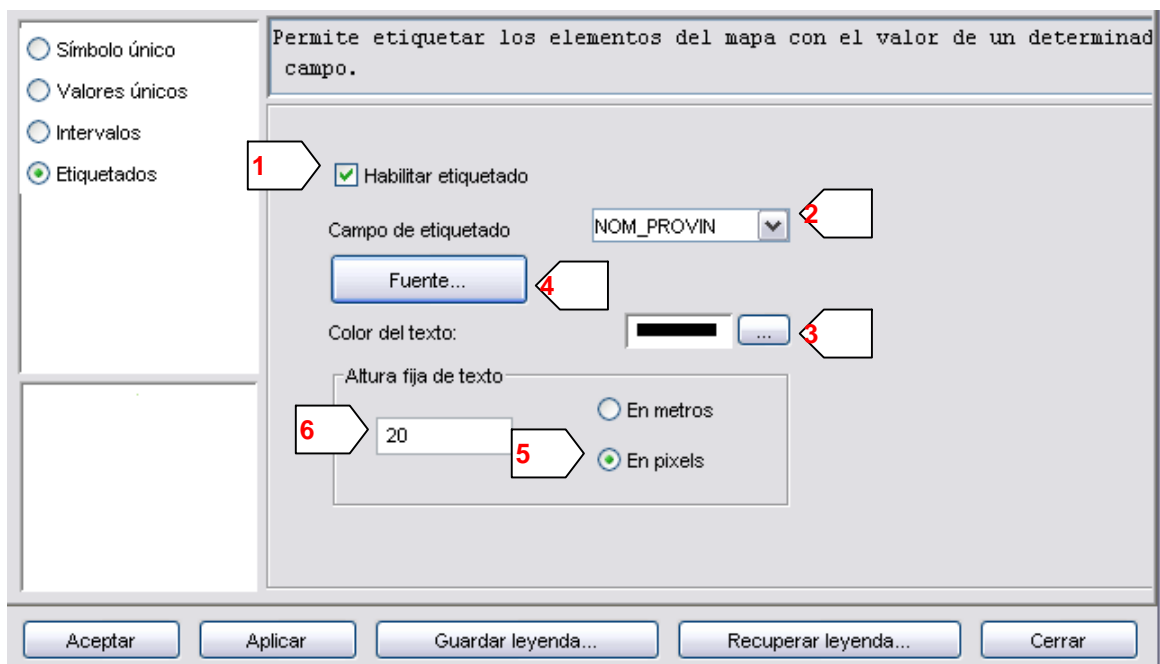 Símbolo único
Valores únicos
Intervalos
Etiquetados
Permite etiquetar los elementos del mapa con el valor de un determinad
campo.
1
Habilitar etiquetado
Campo de etiquetado
NOM_PROVIN
2
Fuente...
4
Color del texto:
...
3
Altura fija de texto
6
20
En metros
5
En pixels
Aceptar
Aplicar
Guardar leyenda...
Recuperar leyenda...
Cerrar